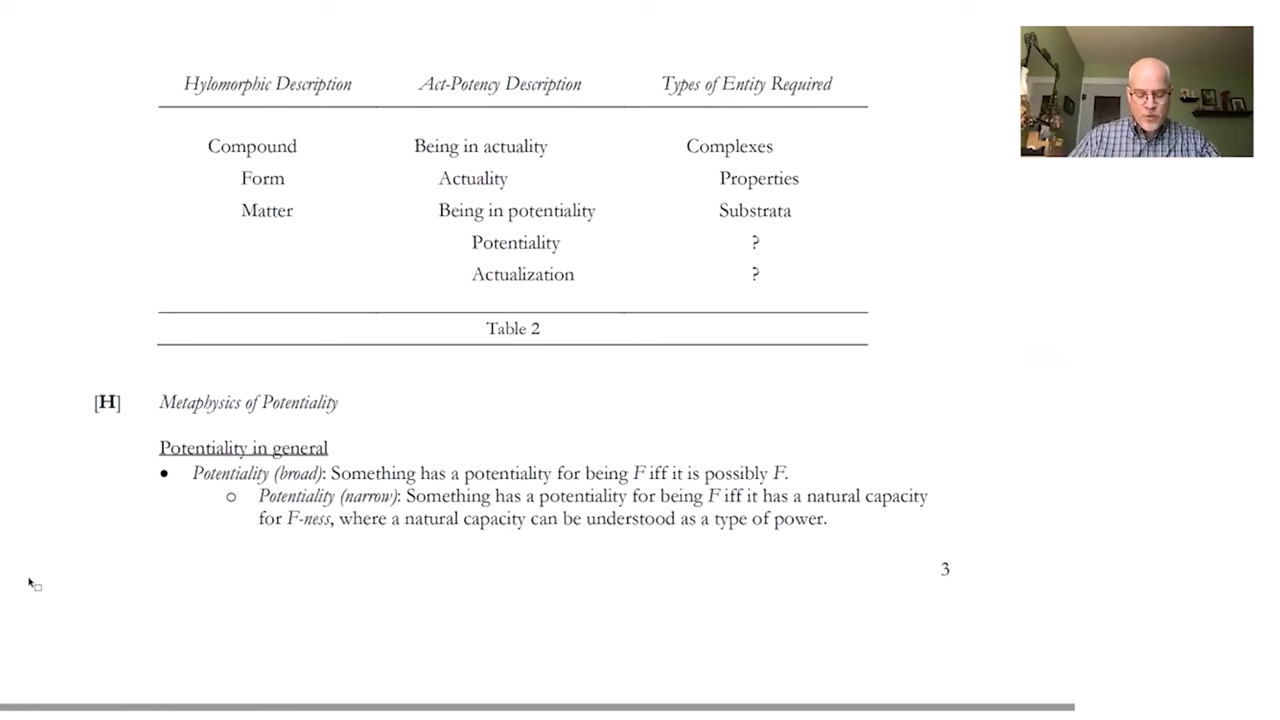 Hylomorphic Description Act-Potency Description Types of Entity Required
Compound Being in actuality Complexes
Form Actuality Properties
Matter Being in potentiality Substrata
Potentiality ?
Actualization ?
Table 2
[H] Metaphysics of Potentiality
Potentiality in general
• Potentiality (broad): Something has a potentiality for being F iff it is possibly F.
o Potentiality (narrow): Something has a potentiality for being F iff it has a natural capacity
for F-ness, where a natural capacity can be understood as a type of power.
3